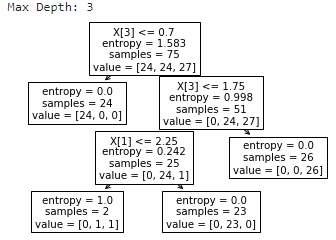 Max Depth: 3
X[3] <= 0.7
entropy = 1.583
samples = 75
value = [24, 24, 27]
entropy = 0.0
samples = 24
value = [24, 0, 0]
X[3] <= 1.75
entropy = 0.998
samples = 51
value = [0, 24, 27]
X[1] <= 2.25
entropy = 0.242
samples = 25
value = [0, 24, 1]
entropy = 0.0
samples = 26
value = [0, 0, 26]
entropy = 1.0
samples = 2
value = [0, 1, 1]
entropy = 0.0
samples = 23
value = [0, 23, 0]